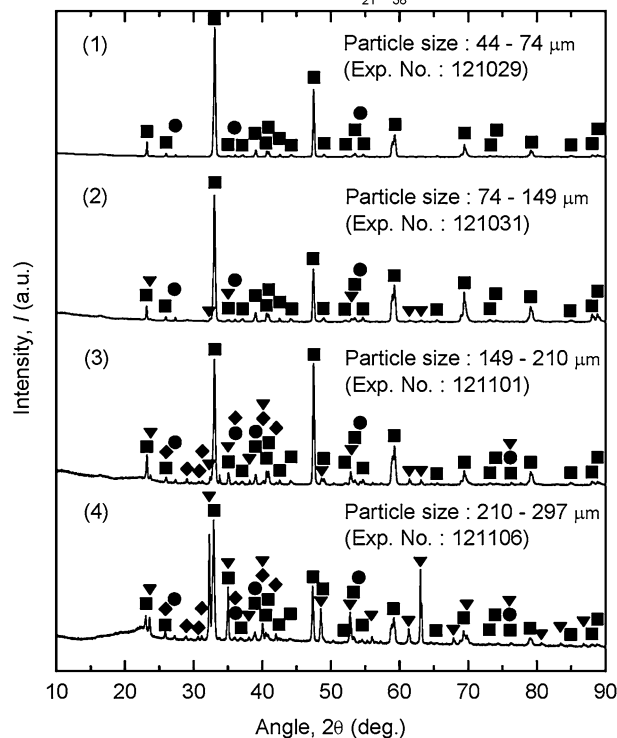 21 38
(1)
Particle size : 44 - 74 μm
(Exp. No. : 121029)
(2)
Particle size : 74 - 149 μm
(Exp. No. : 121031)
(3)
Particle size : 149 - 210 μm
(Exp. No. : 121101)
(4)
Particle size : 210 - 297 μm
(Exp. No. : 121106)
Intensity, I (a.u.)
10 20 30 40 50 60 70 80 90
Angle, 2θ (deg.)